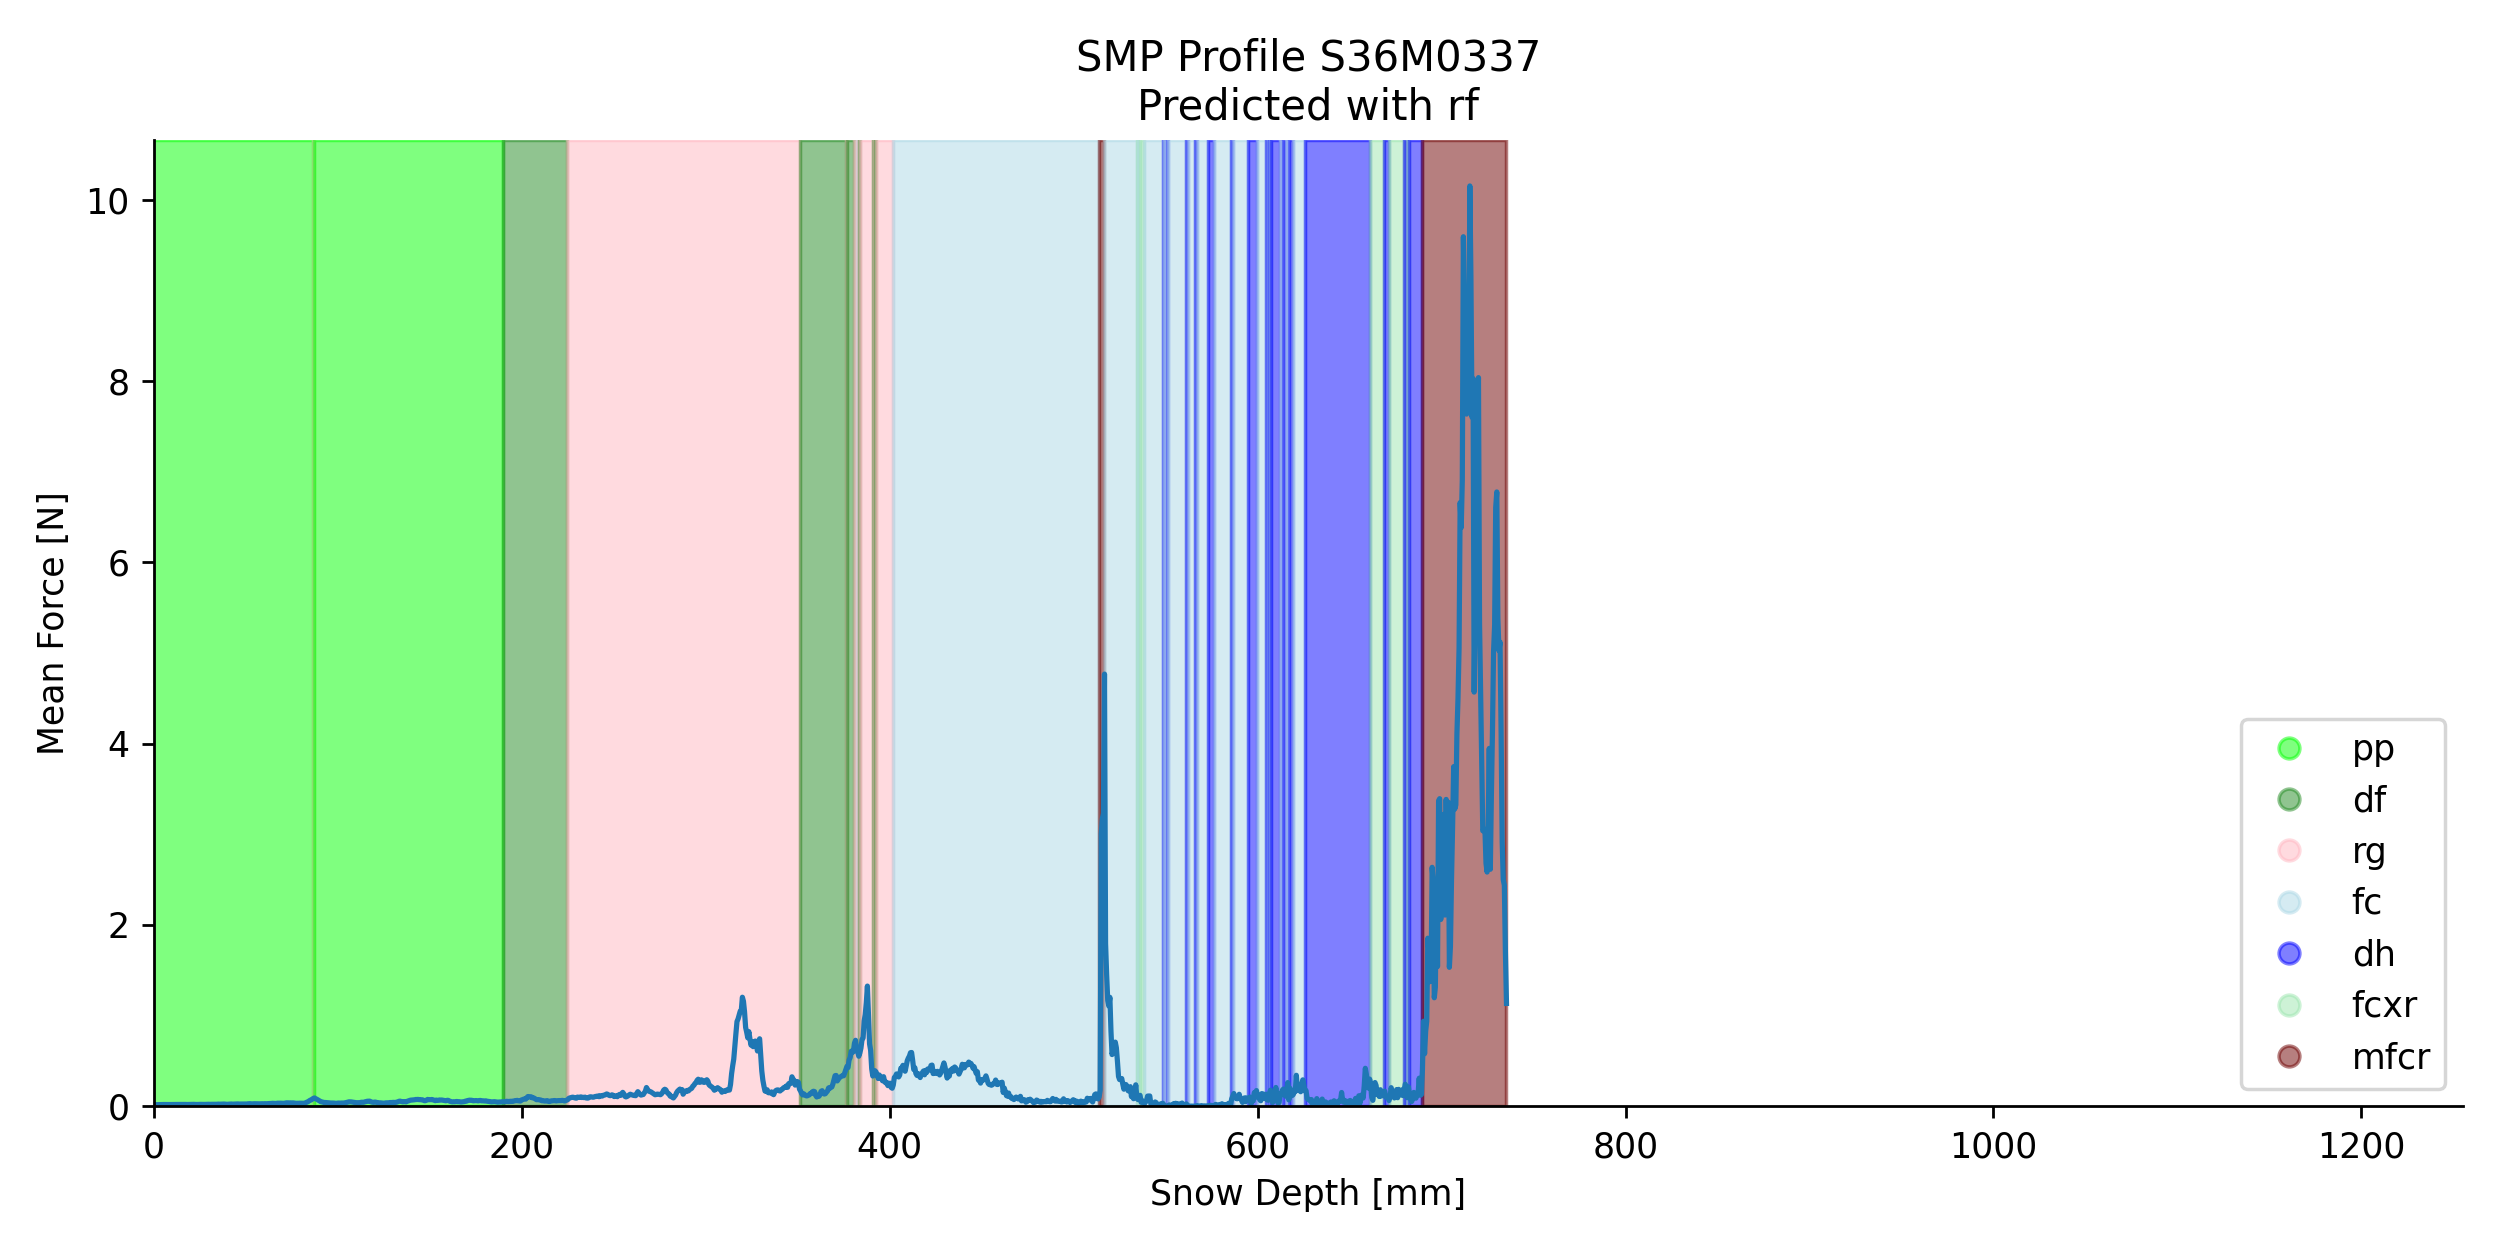 SMP Profile S36M0337
Predicted with rf
10
8
6
4
2
0
Mean Force [N]
0 200 400 600 800 1000 1200
Snow Depth [mm]
pp
df
rg
fc
dh
fcxr
mfcr